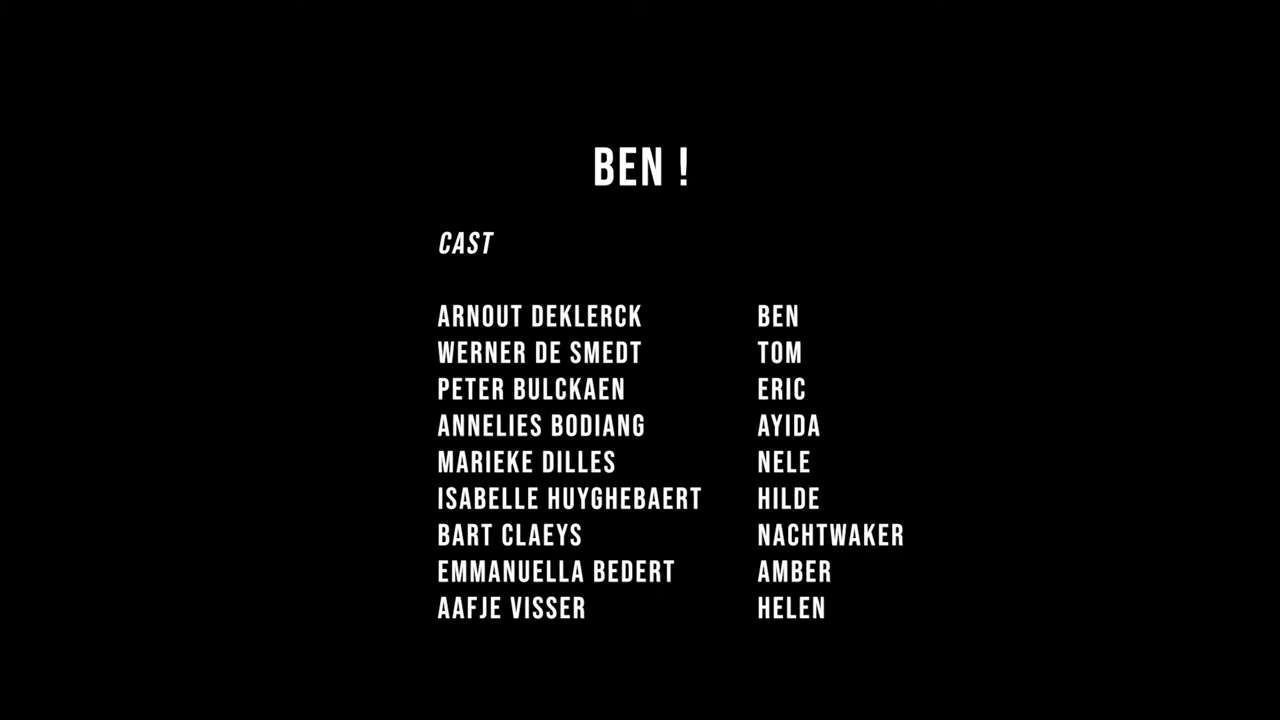 BEN !
CAST
ARNOUT DEKLERCK BEN
WERNER DE SMEDT TOM
PETER BULCKAEN ERIC
ANNELIES BODIANG AYIDA
MARIEKE DILLES NELE
ISABELLE HUYGHEBAERT HILDE
BART CLAEYS NACHTWAKER
EMMANUELLA BEDERT AMBER
AAFJE VISSER HELEN